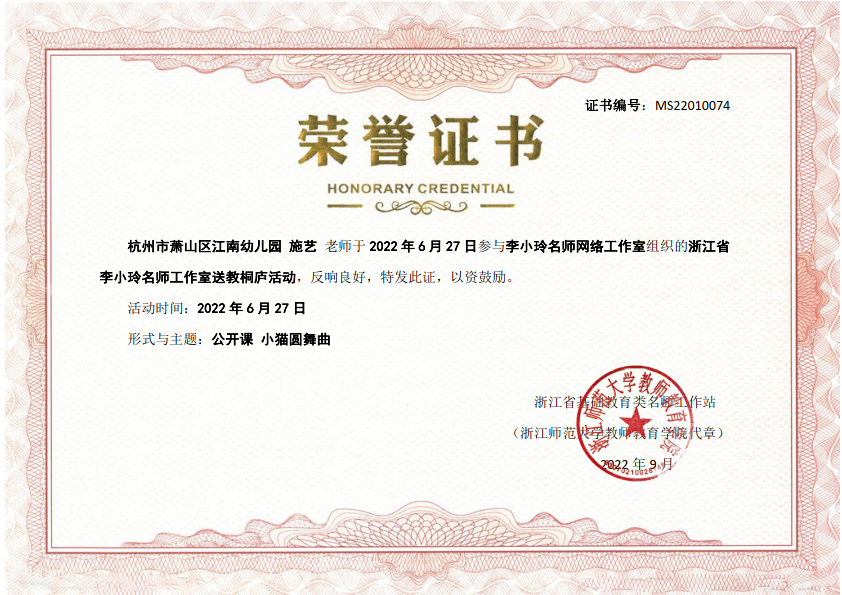 证书编号：MS22010074
荣誉证书
HONORARY CREDENTIAL
杭州市萧山区江南幼儿园 施艺 老师于 2022 年 6 月 27 日参与李小玲名师网络工作室组织的浙江省
李小玲名师工作室送教桐庐活动，反响良好，特发此证，以资鼓励。
活动时间：2022 年 6 月 27 日
形式与主题：公开课 小猫圆舞曲
浙江省基础教育类名师工作站
（浙江师范大学教师教育学院代章）
2022 年 9 月
浙江师范大学教师教育学院